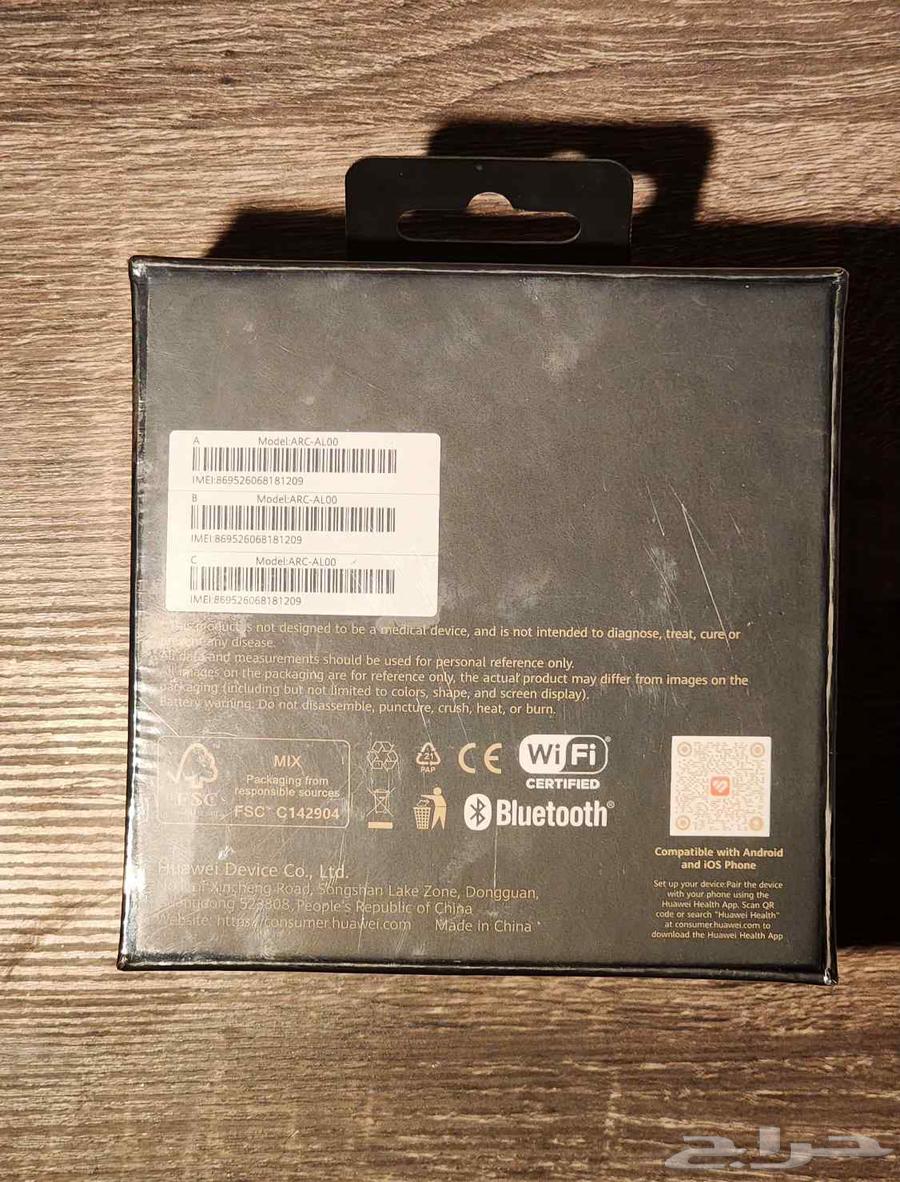 A Model:ARC-AL00
IMEI:869526068181209
B Model:ARC-AL00
IMEI:869526068181209
C Model:ARC-AL00
IMEI:869526068181209
product is not designed to be a medical device, and is not intended to diagnose, treat, cure or
any disease.
All data and measurements should be used for personal reference only.
All images on the packaging are for reference only, the actual product may differ from images on the
packaging (including but not limited to colors, shape, and screen display).
Battery warning: Do not disassemble, puncture, crush, heat, or burn.
FSC
MIX
Packaging from
responsible sources
FSC™ C142904
21
PAP
CE
WiFi®
CERTIFIED
Bluetooth®
Compatible with Android
and iOS Phone
Set up your device:Pair the device
with your phone using the
Huawei Health App. Scan QR
code or search "Huawei Health"
at consumer.huawei.com to
download the Huawei Health App
Huawei Device Co., Ltd.
of Xincheng Road, Songshan Lake Zone, Dongguan,
Guangdong 523808, People's Republic of China
Website: https://consumer.huawei.com Made in China
حراج